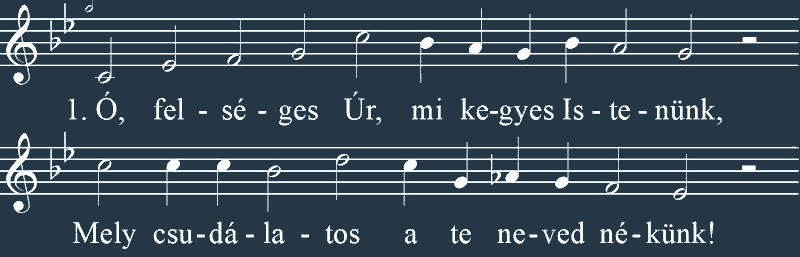 1. Ó, fel - sé - ges Úr, mi ke-gyes Is - te - nünk,
Mely csu-dá - la - tos a te ne-ved né-künk!